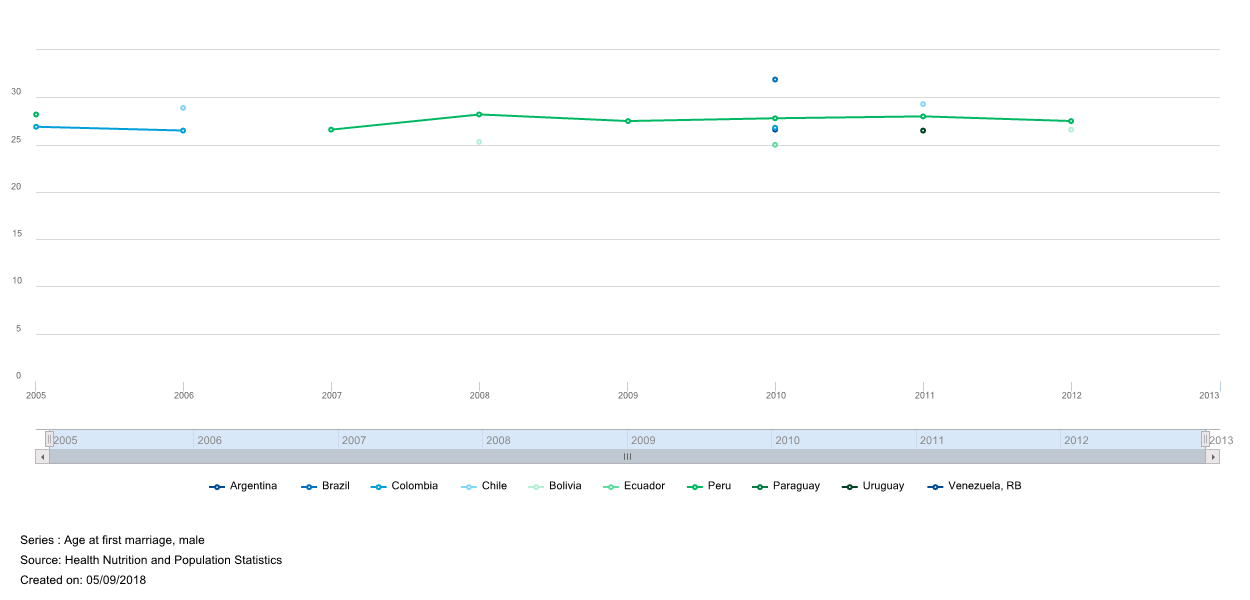 30
25
20
15
10
5
0
2005 2006 2007 2008 2009 2010 2011 2012 2013
2005 2006 2007 2008 2009 2010 2011 2012 2013
Argentina Brazil Colombia Chile Bolivia Ecuador Peru Paraguay Uruguay Venezuela, RB
Series : Age at first marriage, male
Source: Health Nutrition and Population Statistics
Created on: 05/09/2018